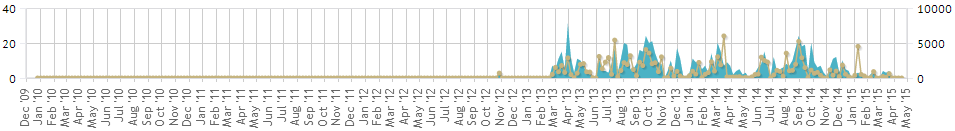 40
20
0
10000
5000
0
Dec 09
Jan '10
Feb '10
Mar '10
Apr '10
May '10
Jun '10
Jul '10
Aug '10
Sep '10
Oct '10
Nov '10
Dec '10
Jan '11
Feb '11
Mar '11
Apr '11
May '11
Jun '11
Jul '11
Aug '11
Sep '11
Oct '11
Nov '11
Dec '11
Jan '12
Feb '12
Mar '12
Apr '12
May '12
Jun '12
Jul '12
Aug '12
Sep '12
Oct '12
Nov '12
Dec '12
Jan '13
Feb '13
Mar '13
Apr '13
May '13
Jun '13
Jul '13
Aug '13
Sep '13
Oct '13
Nov '13
Dec '13
Jan '14
Feb '14
Mar '14
Apr '14
May '14
Jun '14
Jul '14
Aug '14
Sep '14
Oct '14
Nov '14
Dec '14
Jan '15
Feb '15
Mar '15
Apr '15
May '15